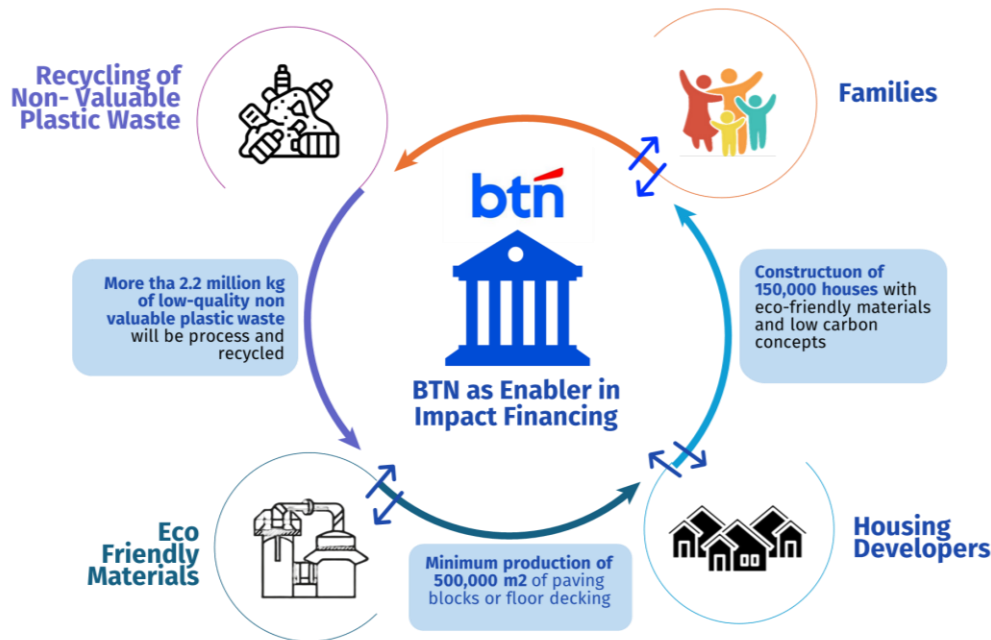 Recycling of
Non- Valuable
Plastic Waste
Families
btn
More tha 2.2 million kg
of low-quality non
valuable plastic waste
will be process and
recycled
Constructuon of
150,000 houses with
eco-friendly materials
and low carbon
concepts
BTN as Enabler in
Impact Financing
Eco
Friendly
Materials
Minimum production of
500,000 m2 of paving
blocks or floor decking
Housing
Developers